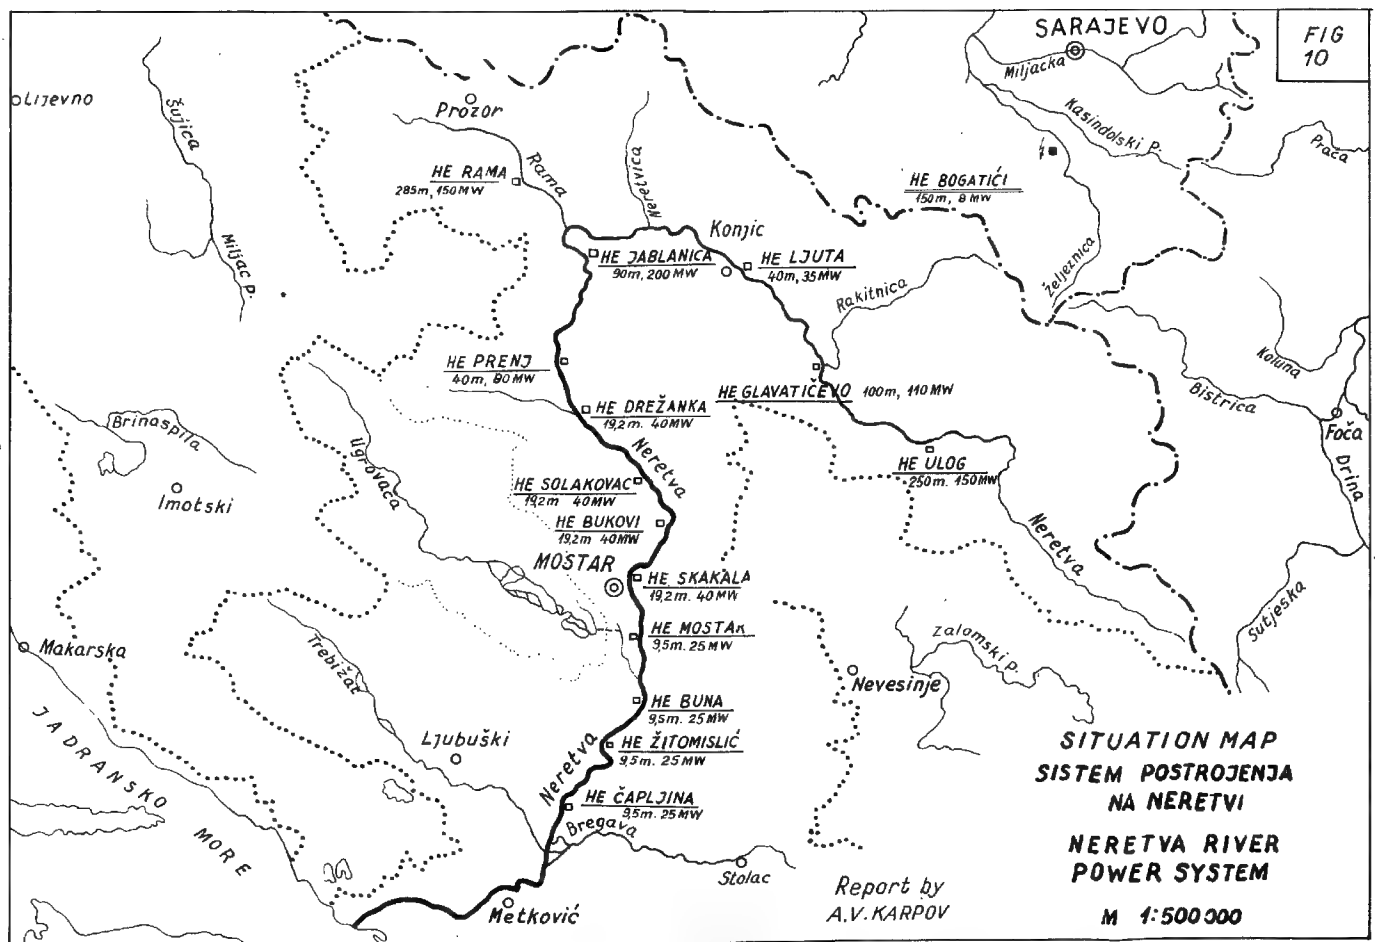 FIG
10
SARAJEVO
Miljacka
Lijevno
Šujica
Prozor
Kasindolski p.
Prača
Rama
Neretvica
HE RAMA
285m, 150MW
HE BOGATIĆI
150m, 8 MW
Miljac p.
Konjic
HE JABLANICA
90m, 200 MW
HE LJUTA
40m, 35MW
Rakitnica
Željeznica
HE PRENJ
40m, 80MW
HE GLAVATIČEVO 100m, 110MW
Koluna
Bistrica
Foča
Drina
HE DREŽANKA
19,2m. 40MW
Brinaspila
Ugrovača
Neretva
Imotski
HE SOLAKOVAC
19,2m 40MW
HE ULOG
250m. 150MW
HE BUKOVI
19,2m 40MW
Neretva
MOSTAR
HE SKAKALA
19,2m. 40MW
Sutjeska
Makarska
Trebižat
HE MOSTAR
9,5m. 25MW
Zalomski p.
Nevesinje
HE BUNA
9,5m. 25MW
JADRANSKO MORE
Ljubuški
Neretva
HE ŽITOMISLIĆ
9,5m. 25MW
HE ČAPLJINA
9,5m. 25MW
Bregava
Stolac
Metković
SITUATION MAP
SISTEM POSTROJENJA
NA NERETVI
NERETVA RIVER
POWER SYSTEM
M 1:500000
Report by
A.V. KARPOV